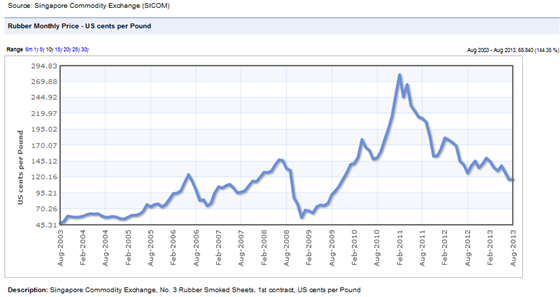 Source: Singapore Commodity Exchange (SICOM)
Rubber Monthly Price - US cents per Pound
Range 6m 1y 5y 10y 15y 20y 25y 30y
Aug 2003 - Aug 2013: 68.840 (144.35 %)
US cents per Pound
294.83
269.88
244.92
219.97
195.02
170.07
145.12
120.16
95.21
70.26
45.31
Aug-2003
Feb-2004
Aug-2004
Feb-2005
Aug-2005
Feb-2006
Aug-2006
Feb-2007
Aug-2007
Feb-2008
Aug-2008
Feb-2009
Aug-2009
Feb-2010
Aug-2010
Feb-2011
Aug-2011
Feb-2012
Aug-2012
Feb-2013
Aug-2013
Description: Singapore Commodity Exchange, No. 3 Rubber Smoked Sheets, 1st contract, US cents per Pound